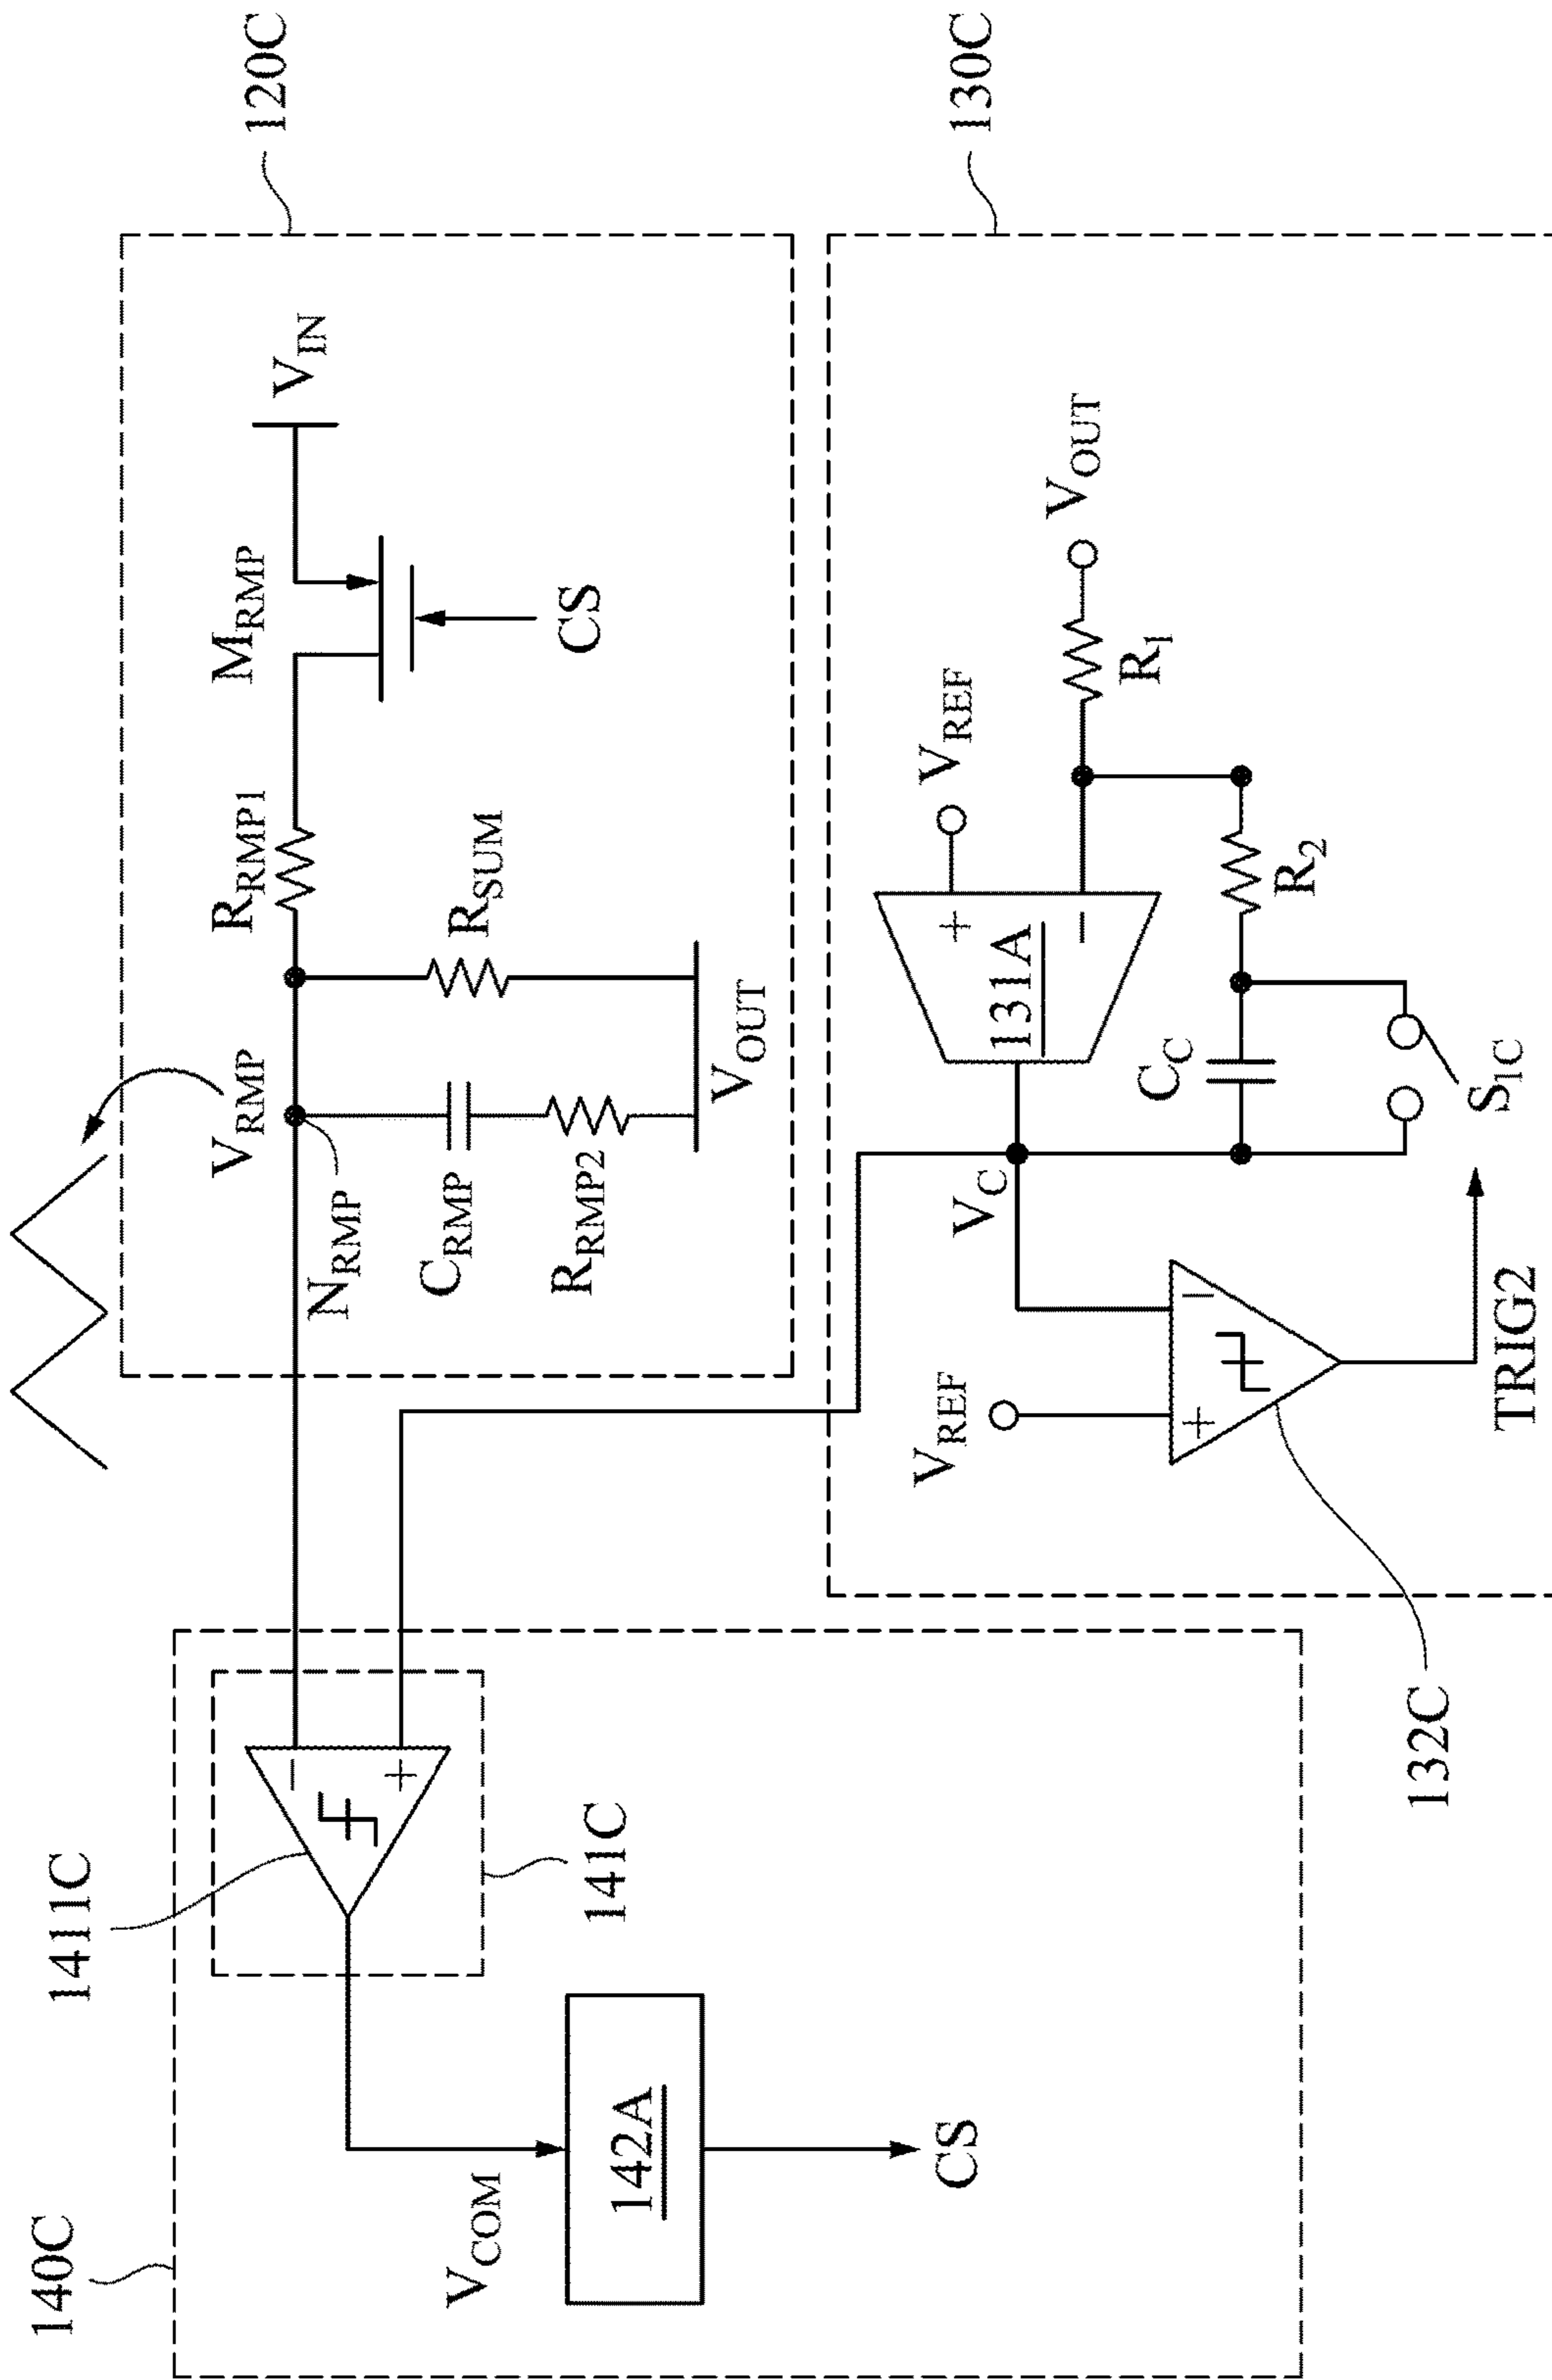 140C
1411C
141C
V_COM
142A
CS
−
+
120C
V_RMP
N_RMP
R_RMP1
M_RMP
V_IN
C_RMP
R_RMP2
R_SUM
V_OUT
CS
130C
V_REF
+
−
131A
V_REF
V_OUT
R_1
R_2
C_C
V_C
S_1C
+
−
TRIG2
132C